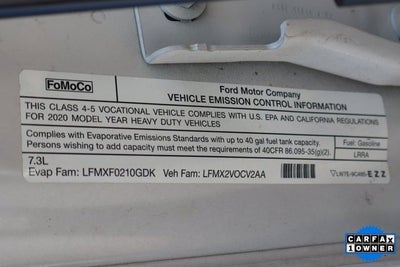 FoMoCo
Ford Motor Company
VEHICLE EMISSION CONTROL INFORMATION
THIS CLASS 4-5 VOCATIONAL VEHICLE COMPLIES WITH U.S. EPA AND CALIFORNIA REGULATIONS
FOR 2020 MODEL YEAR HEAVY DUTY VEHICLES
Complies with Evaporative Emissions Standards with up to 40 gal fuel tank capacity.
Persons wishing to add capacity must meet the requirements of 40CFR 86.095-35(g)(2).
Fuel: Gasoline
LRRA
7.3L
Evap Fam: LFMXF0210GDK Veh Fam: LFMX2VOCV2AA
EZZ
CARFAX
1 OWNER